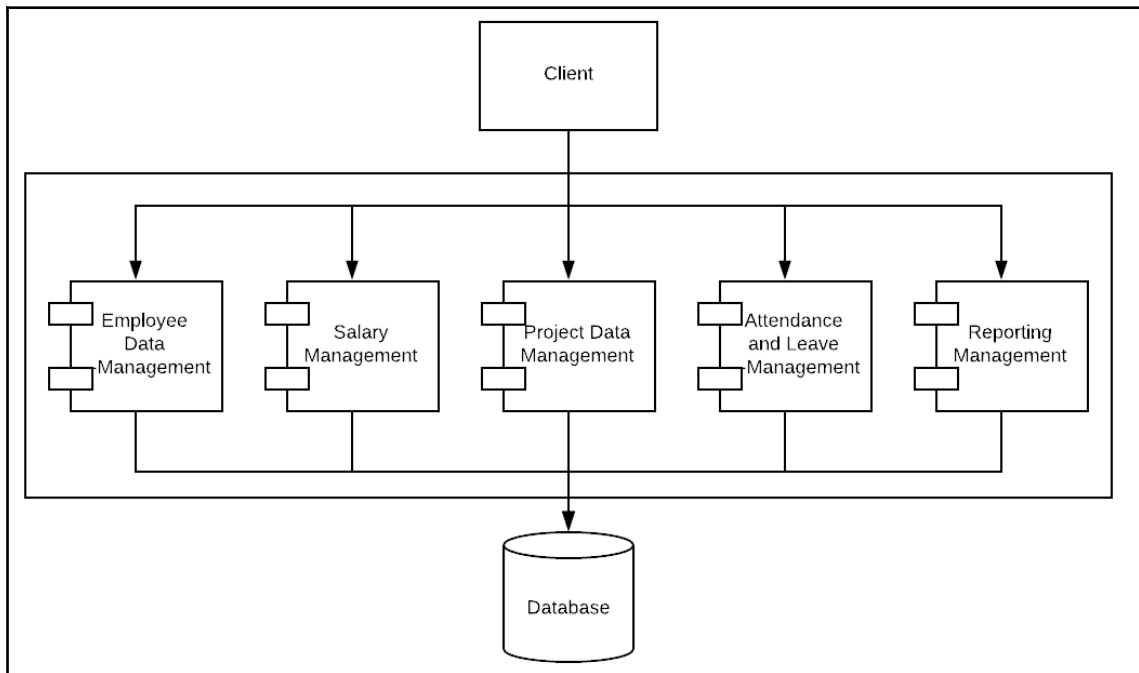 Client
Employee
Data
-Management
Salary
Management
Project Data
Management
Attendance
and Leave
-Management
Reporting
Management
Database